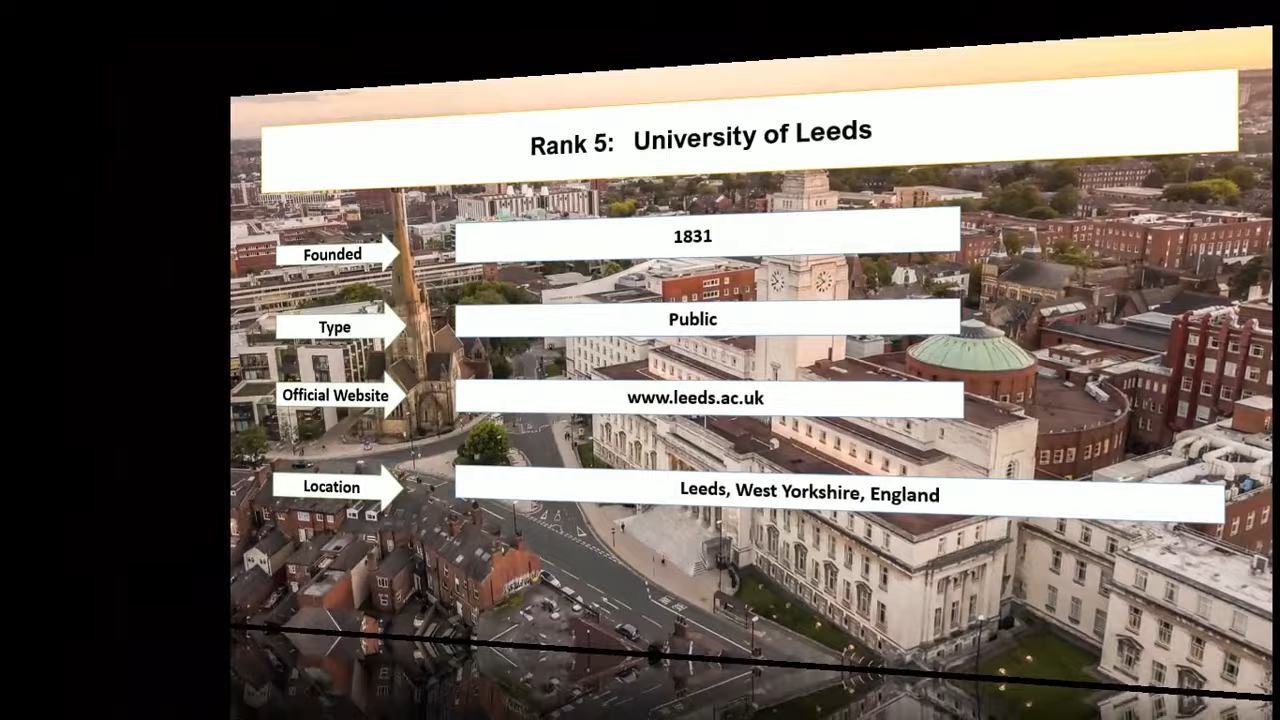 Rank 5: University of Leeds
Founded
1831
Type
Public
Official Website
www.leeds.ac.uk
Location
Leeds, West Yorkshire, England